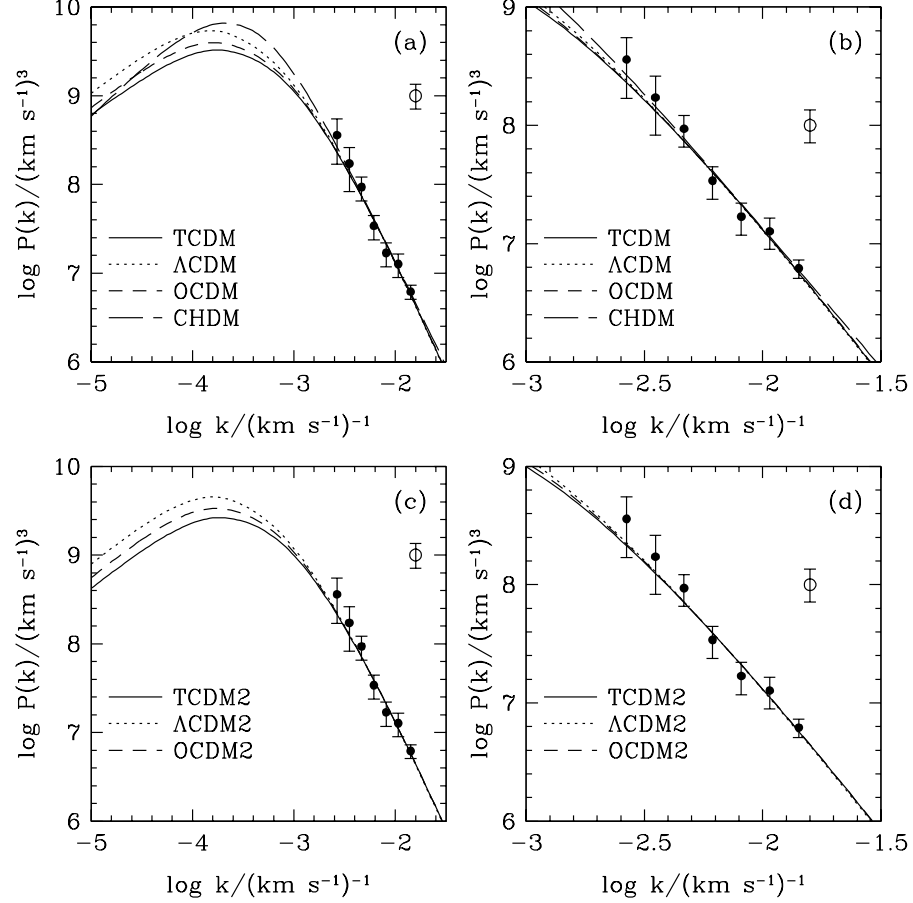 10
9
8
7
6
log P(k)/(km s⁻¹)³
(a)
TCDM
ΛCDM
OCDM
CHDM
−5
−4
−3
−2
log k/(km s⁻¹)⁻¹
9
8
7
6
log P(k)/(km s⁻¹)³
(b)
TCDM
ΛCDM
OCDM
CHDM
−3
−2.5
−2
−1.5
log k/(km s⁻¹)⁻¹
10
9
8
7
6
log P(k)/(km s⁻¹)³
(c)
TCDM2
ΛCDM2
OCDM2
−5
−4
−3
−2
log k/(km s⁻¹)⁻¹
9
8
7
6
log P(k)/(km s⁻¹)³
(d)
TCDM2
ΛCDM2
OCDM2
−3
−2.5
−2
−1.5
log k/(km s⁻¹)⁻¹